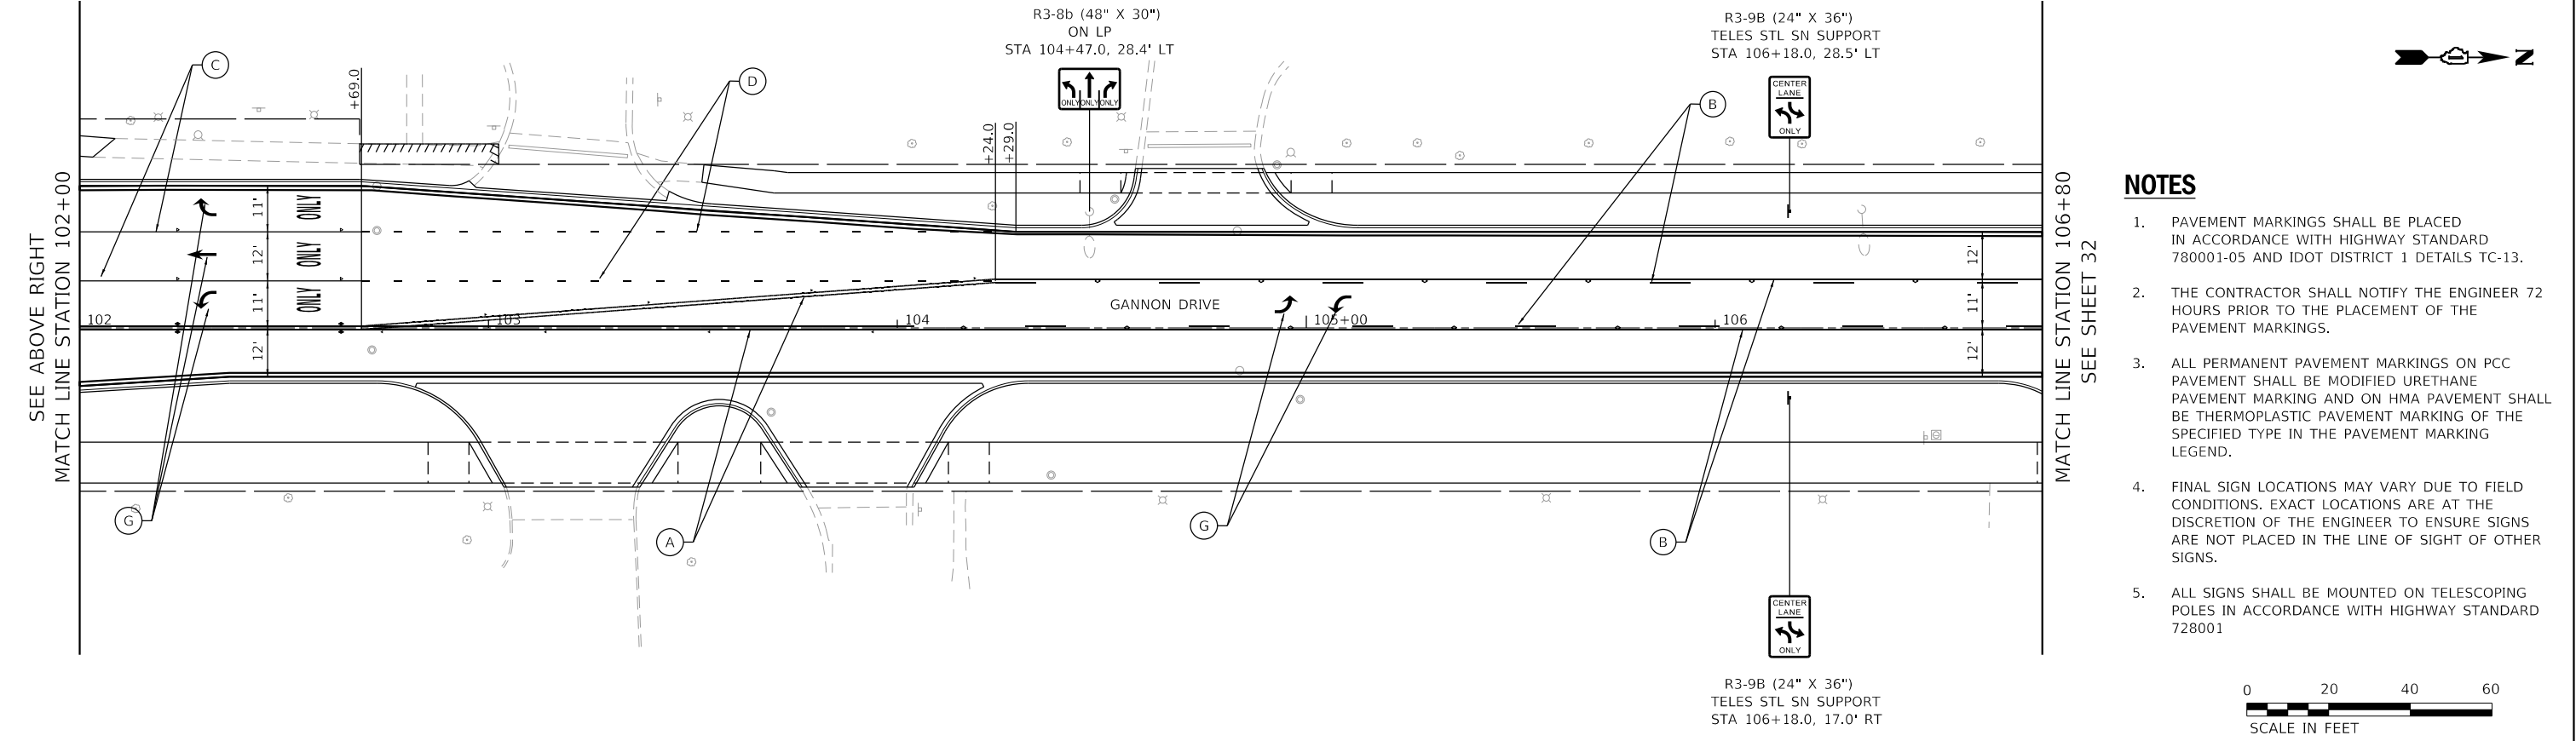 R3-8b (48" X 30")
ON LP
STA 104+47.0, 28.4' LT
R3-9B (24" X 36")
TELES STL SN SUPPORT
STA 106+18.0, 28.5' LT
N
C
D
B
+69.0
+24.0
+29.0
ONLY ONLY ONLY
CENTER
LANE
ONLY
SEE ABOVE RIGHT
MATCH LINE STATION 102+00
11'
12'
11'
12'
ONLY
ONLY
ONLY
102
103
104
GANNON DRIVE
105+00
106
12'
11'
12'
MATCH LINE STATION 106+80
SEE SHEET 32
G
A
G
B
CENTER
LANE
ONLY
R3-9B (24" X 36")
TELES STL SN SUPPORT
STA 106+18.0, 17.0' RT
NOTES
1. PAVEMENT MARKINGS SHALL BE PLACED
IN ACCORDANCE WITH HIGHWAY STANDARD
780001-05 AND IDOT DISTRICT 1 DETAILS TC-13.
2. THE CONTRACTOR SHALL NOTIFY THE ENGINEER 72
HOURS PRIOR TO THE PLACEMENT OF THE
PAVEMENT MARKINGS.
3. ALL PERMANENT PAVEMENT MARKINGS ON PCC
PAVEMENT SHALL BE MODIFIED URETHANE
PAVEMENT MARKING AND ON HMA PAVEMENT SHALL
BE THERMOPLASTIC PAVEMENT MARKING OF THE
SPECIFIED TYPE IN THE PAVEMENT MARKING
LEGEND.
4. FINAL SIGN LOCATIONS MAY VARY DUE TO FIELD
CONDITIONS. EXACT LOCATIONS ARE AT THE
DISCRETION OF THE ENGINEER TO ENSURE SIGNS
ARE NOT PLACED IN THE LINE OF SIGHT OF OTHER
SIGNS.
5. ALL SIGNS SHALL BE MOUNTED ON TELESCOPING
POLES IN ACCORDANCE WITH HIGHWAY STANDARD
728001
0 20 40 60
SCALE IN FEET